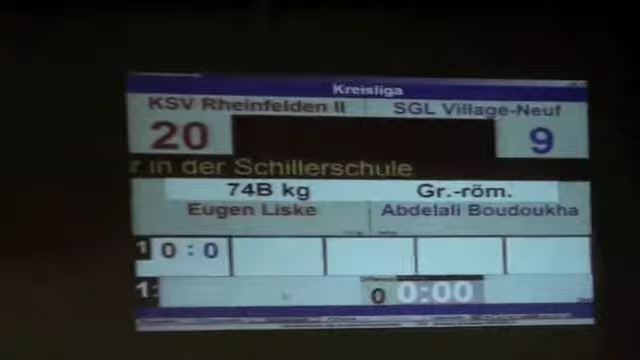 Kreisliga
KSV Rheinfelden II SGL Village-Neuf
20 9
r in der Schillerschule
74B kg Gr.-röm.
Eugen Liske Abdelali Boudoukha
1 0 : 0
1:
0 0:00